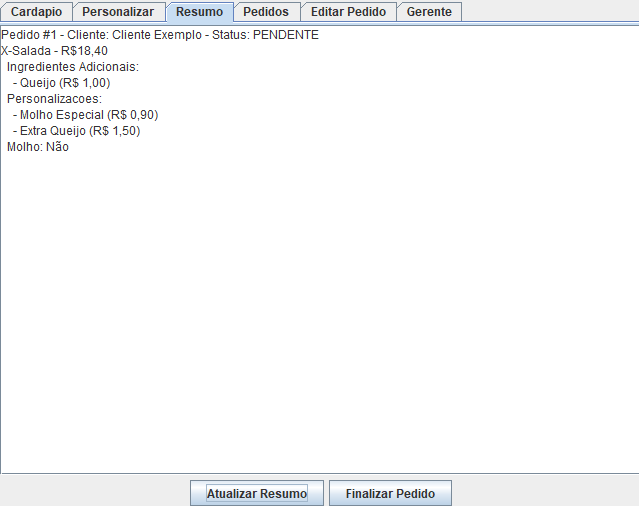 Cardapio Personalizar Resumo Pedidos Editar Pedido Gerente
Pedido #1 - Cliente: Cliente Exemplo - Status: PENDENTE
X-Salada - R$18,40
Ingredientes Adicionais:
- Queijo (R$ 1,00)
Personalizacoes:
- Molho Especial (R$ 0,90)
- Extra Queijo (R$ 1,50)
Molho: Não
Atualizar Resumo Finalizar Pedido